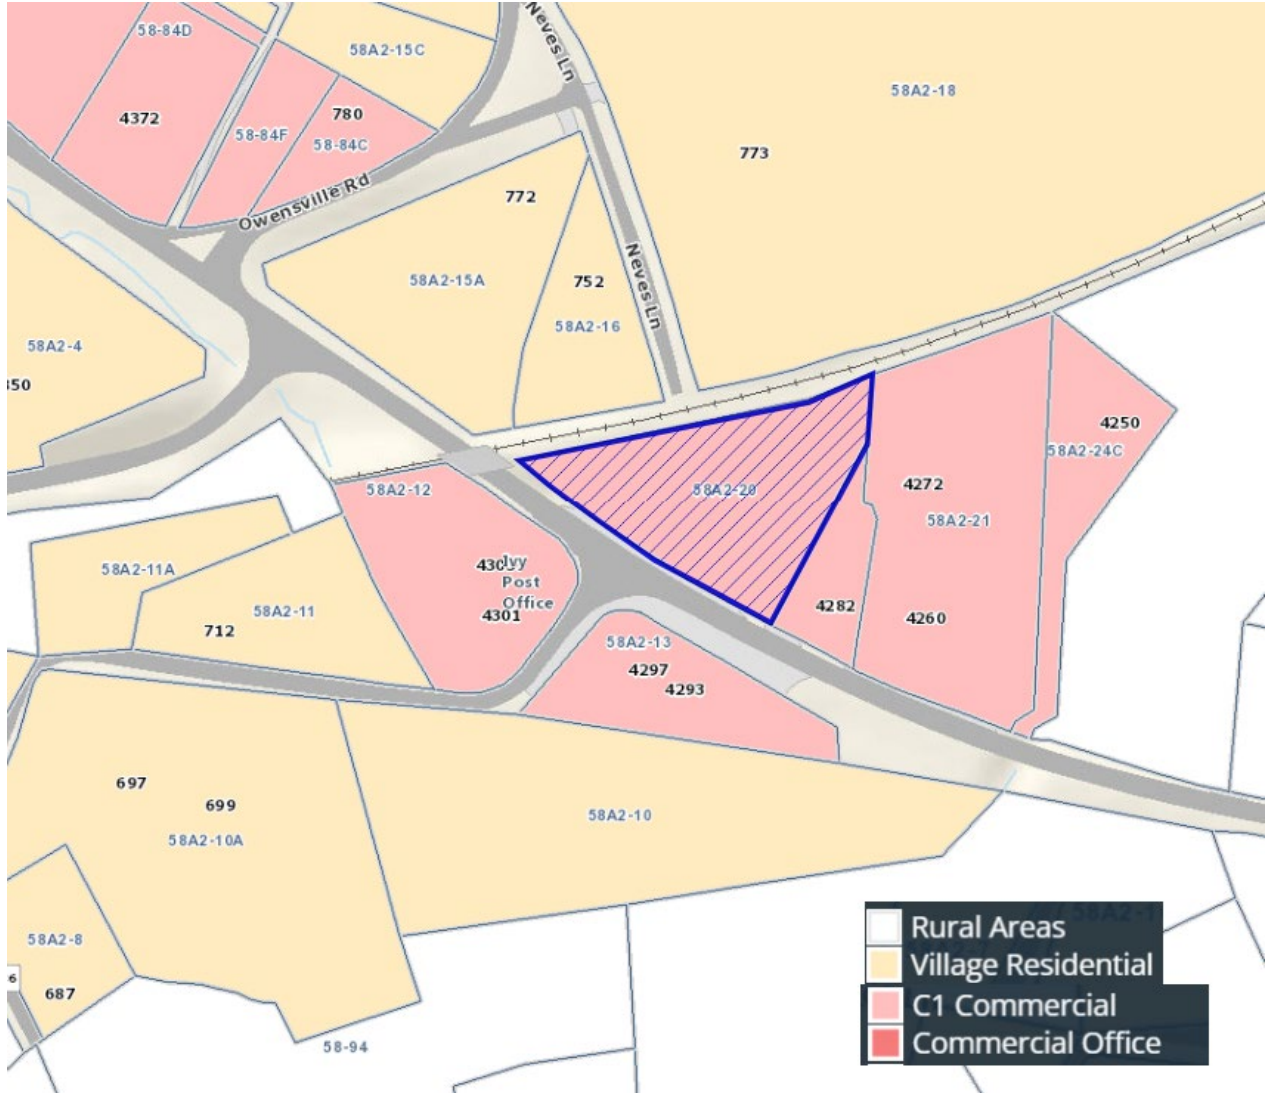 58-84D
58A2-15C
Neves Ln
58A2-18
4372
58-84F
780
58-84C
773
Owensville Rd
772
58A2-15A
752
58A2-16
Neves Ln
58A2-4
350
4250
58A2-24C
58A2-12
58A2-20
4272
58A2-21
Ivy
Post
Office
4301
58A2-11A
58A2-11
712
4282
4260
58A2-13
4297
4293
697
699
58A2-10A
58A2-10
58A2-8
687
6
58-94
Rural Areas
Village Residential
C1 Commercial
Commercial Office